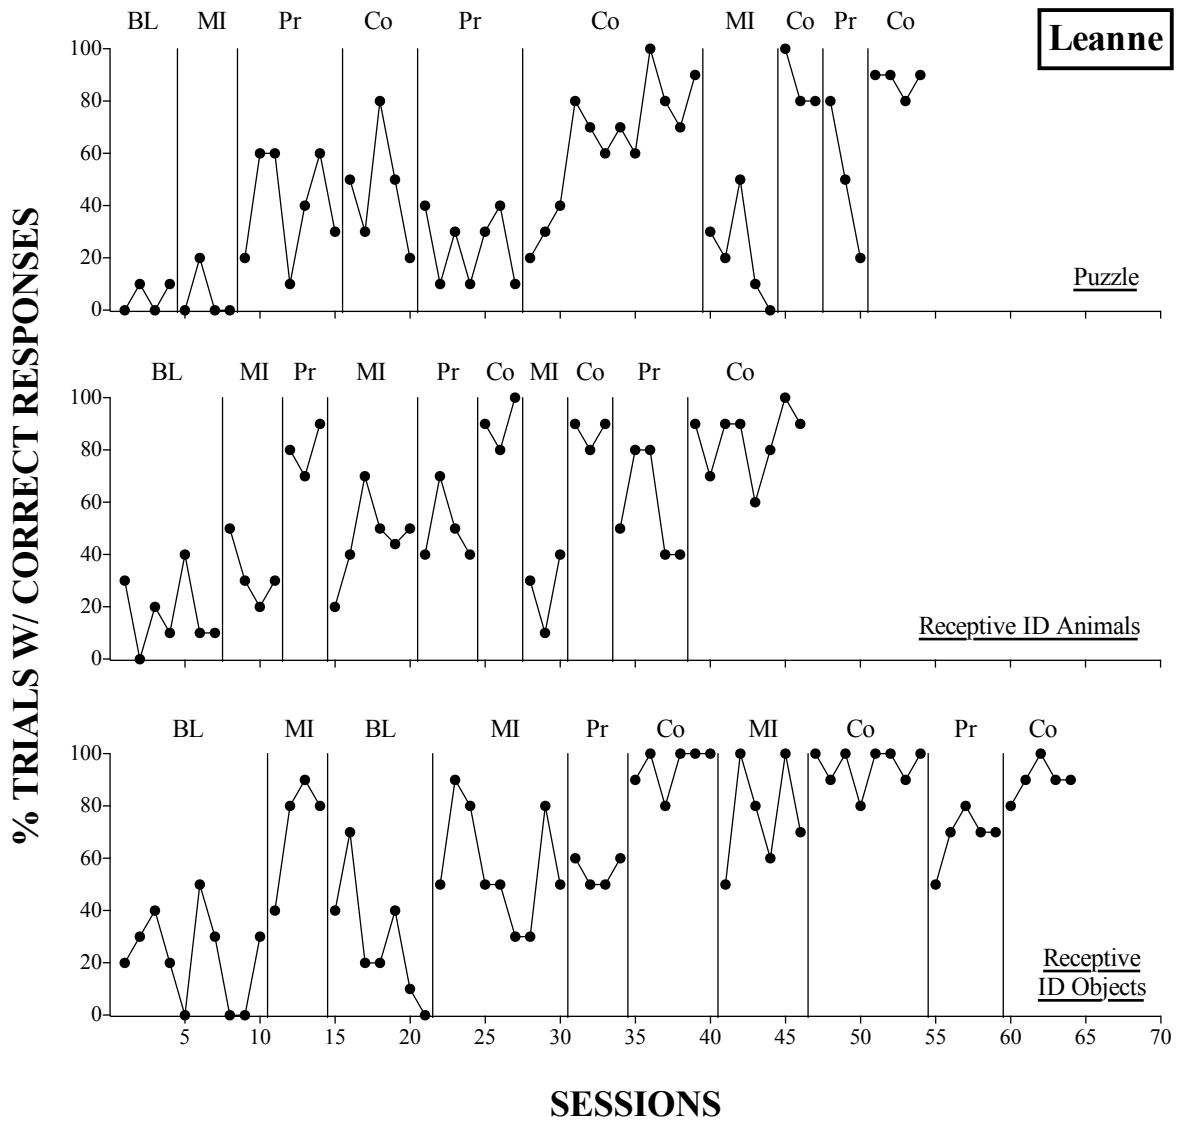 BL MI Pr Co Pr Co MI Co Pr Co
Leanne
100
80
60
40
20
0
Puzzle
% TRIALS W/ CORRECT RESPONSES
BL MI Pr MI Pr Co MI Co Pr Co
100
80
60
40
20
0
Receptive ID Animals
BL MI BL MI Pr Co MI Co Pr Co
100
80
60
40
20
0
Receptive
ID Objects
5 10 15 20 25 30 35 40 45 50 55 60 65 70
SESSIONS